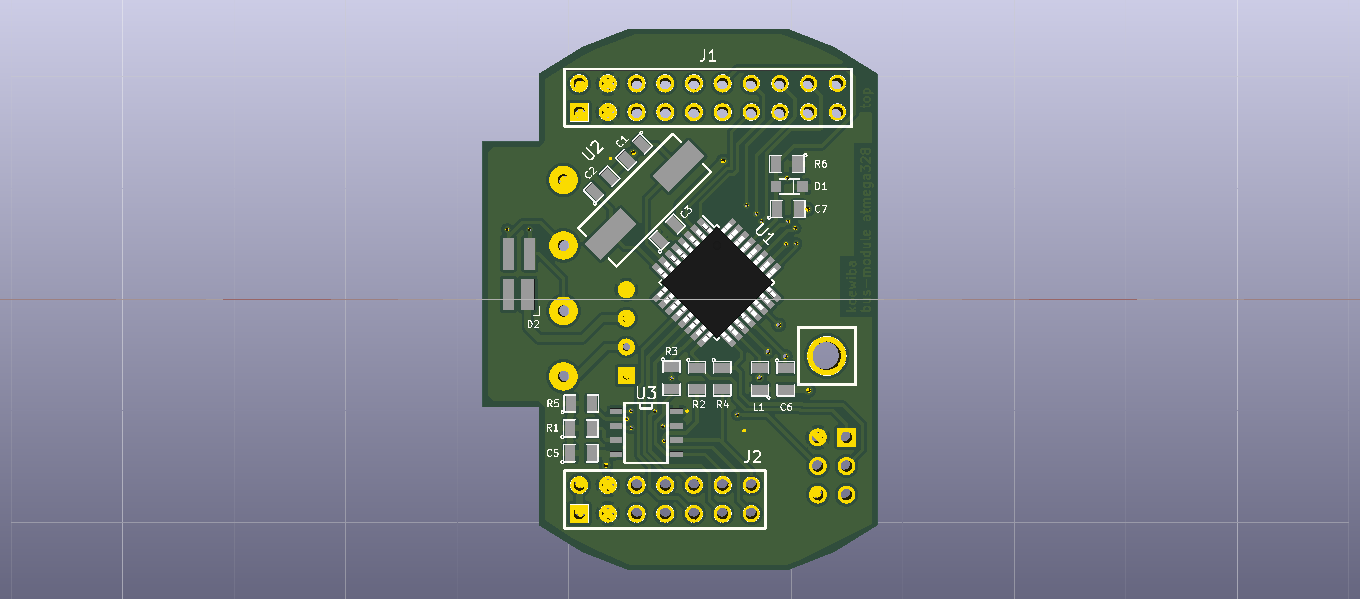 J1
top
U2
C1
C2
R6
D1
C7
C3
U1
koewiba
bus-module atmega328
D2
R3
R2
R4
L1
C6
U3
R5
R1
C5
J2